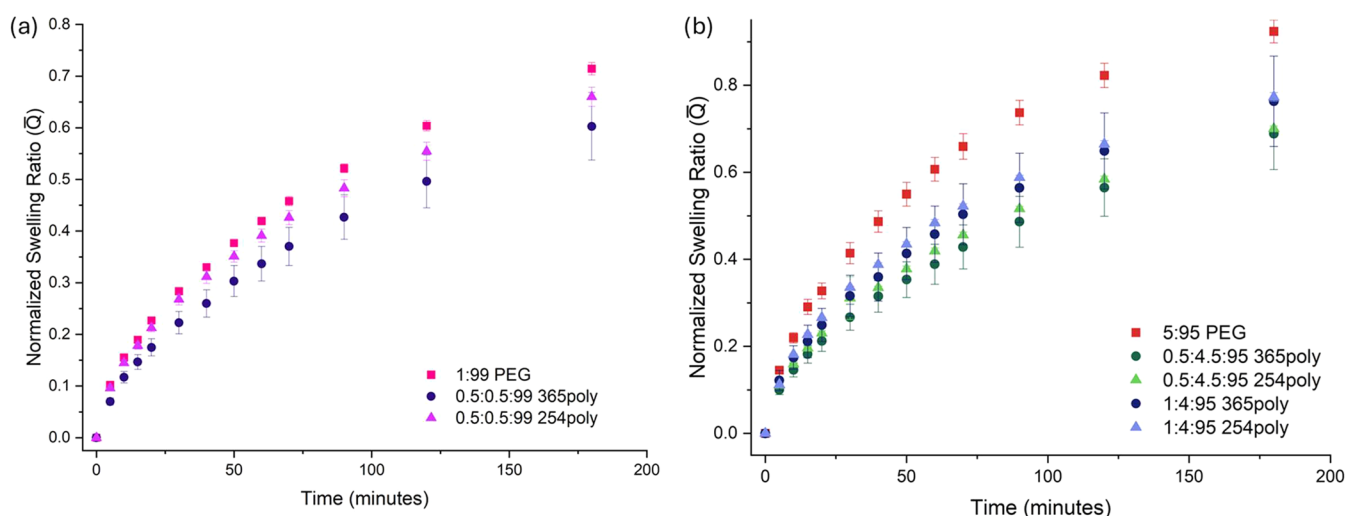 (a)
0.8
0.7
0.6
0.5
0.4
0.3
0.2
0.1
0.0
Normalized Swelling Ratio (Q̅)
1:99 PEG
0.5:0.5:99 365poly
0.5:0.5:99 254poly
0 50 100 150 200
Time (minutes)
(b)
0.8
0.6
0.4
0.2
0.0
Normalized Swelling Ratio (Q̅)
5:95 PEG
0.5:4.5:95 365poly
0.5:4.5:95 254poly
1:4:95 365poly
1:4:95 254poly
0 50 100 150 200
Time (minutes)